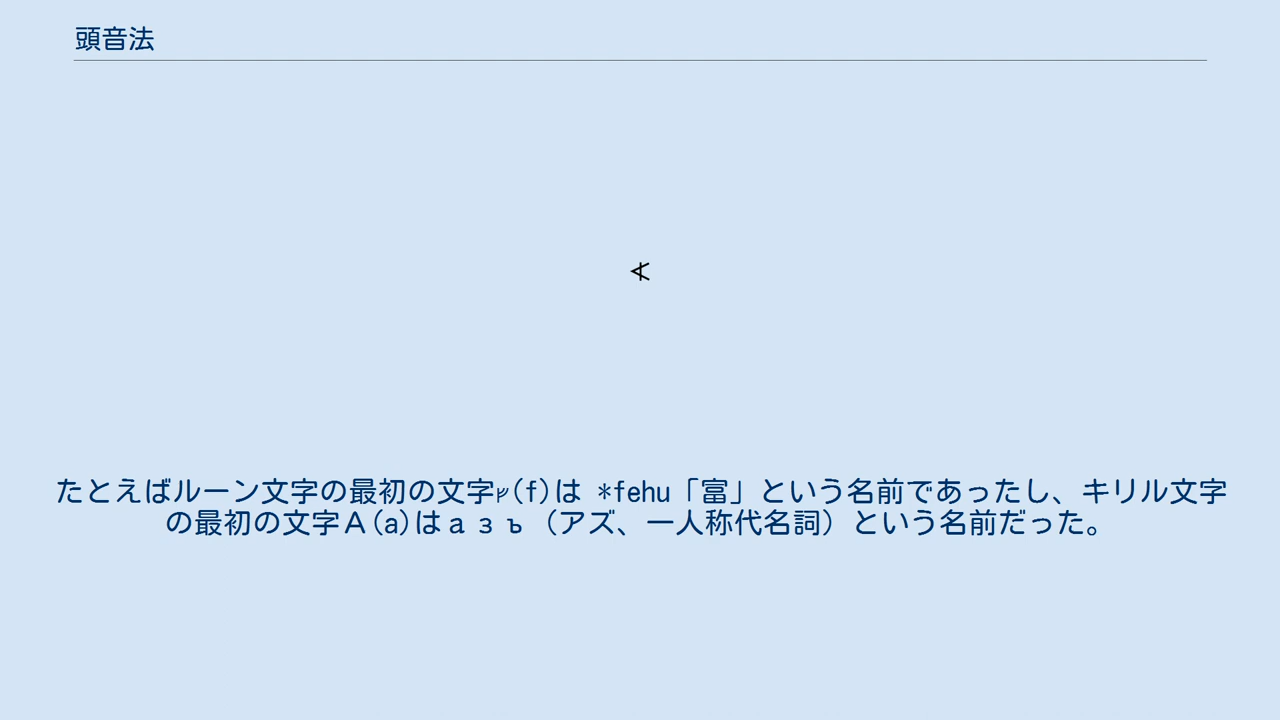 頭音法
𐤀
たとえばルーン文字の最初の文字ᚠ(f)は *fehu「富」という名前であったし、キリル文字
の最初の文字А(a)はазъ（アズ、一人称代名詞）という名前だった。